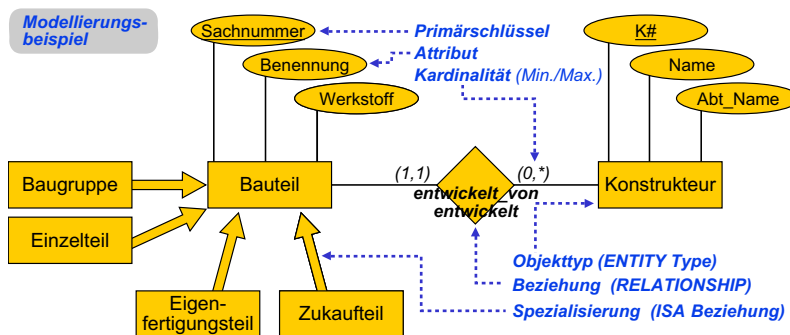 Modellierungs-
beispiel
Sachnummer
Primärschlüssel
K#
Benennung
Attribut
Name
Kardinalität (Min./Max.)
Werkstoff
Abt_Name
Baugruppe
Bauteil
(1,1)
(0,*)
Konstrukteur
entwickelt_von
entwickelt
Einzelteil
Objekttyp (ENTITY Type)
Beziehung (RELATIONSHIP)
Spezialisierung (ISA Beziehung)
Eigen-
fertigungsteil
Zukaufteil